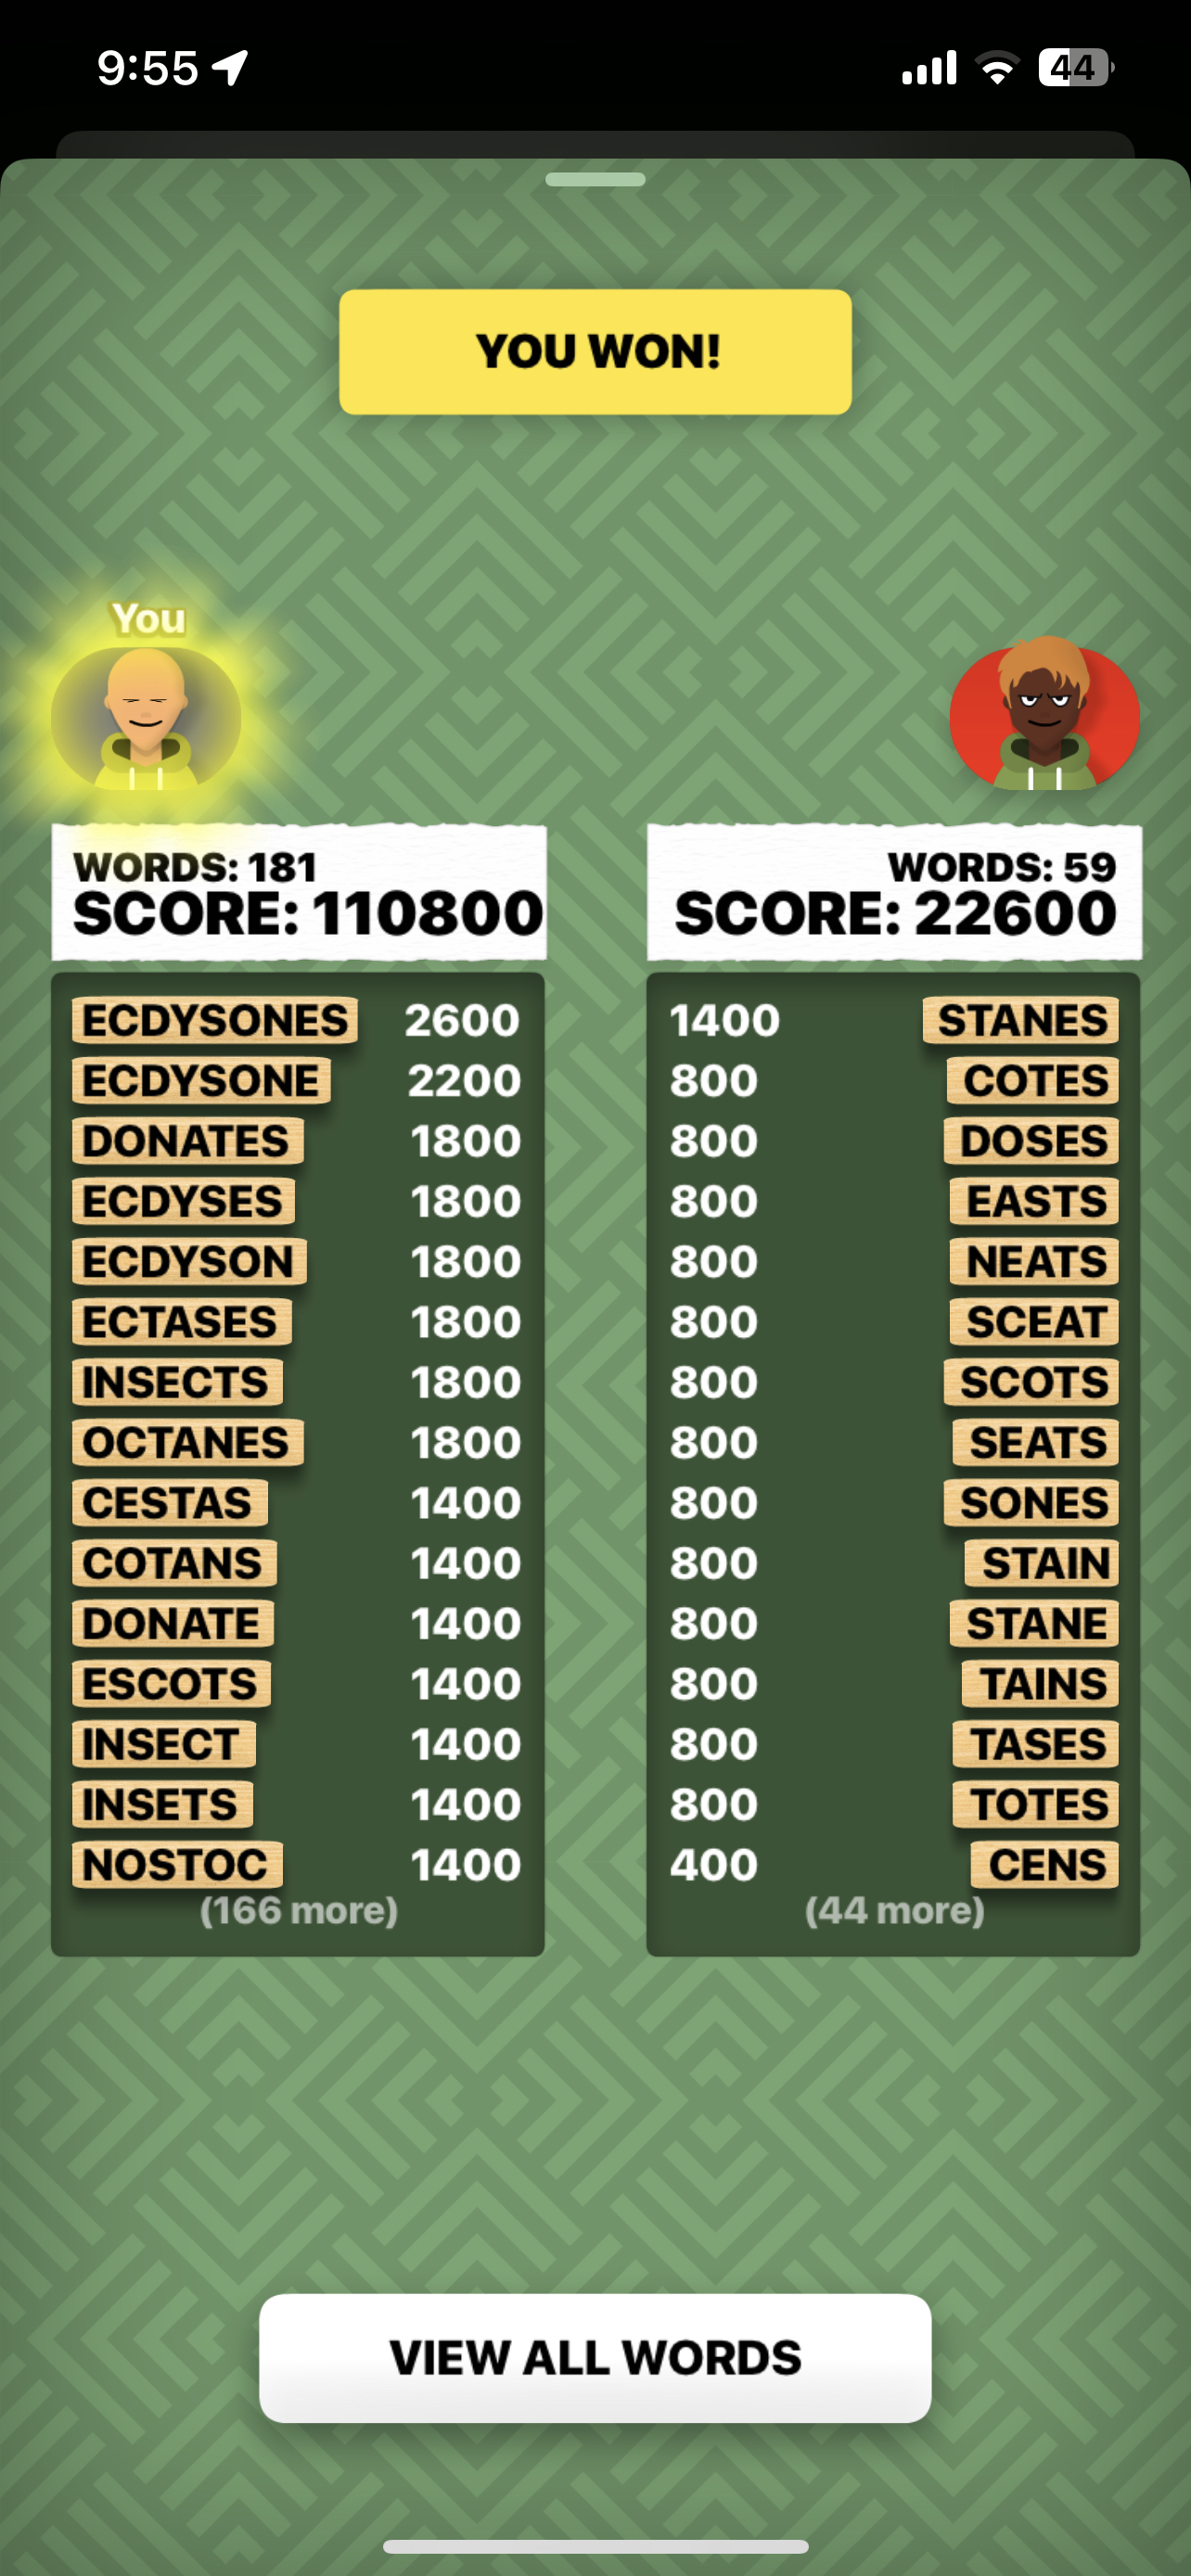 9:55
44
YOU WON!
You
WORDS: 181
SCORE: 110800
ECDYSONES 2600
ECDYSONE 2200
DONATES 1800
ECDYSES 1800
ECDYSON 1800
ECTASES 1800
INSECTS 1800
OCTANES 1800
CESTAS 1400
COTANS 1400
DONATE 1400
ESCOTS 1400
INSECT 1400
INSETS 1400
NOSTOC 1400
(166 more)
WORDS: 59
SCORE: 22600
1400 STANES
800 COTES
800 DOSES
800 EASTS
800 NEATS
800 SCEAT
800 SCOTS
800 SEATS
800 SONES
800 STAIN
800 STANE
800 TAINS
800 TASES
800 TOTES
400 CENS
(44 more)
VIEW ALL WORDS